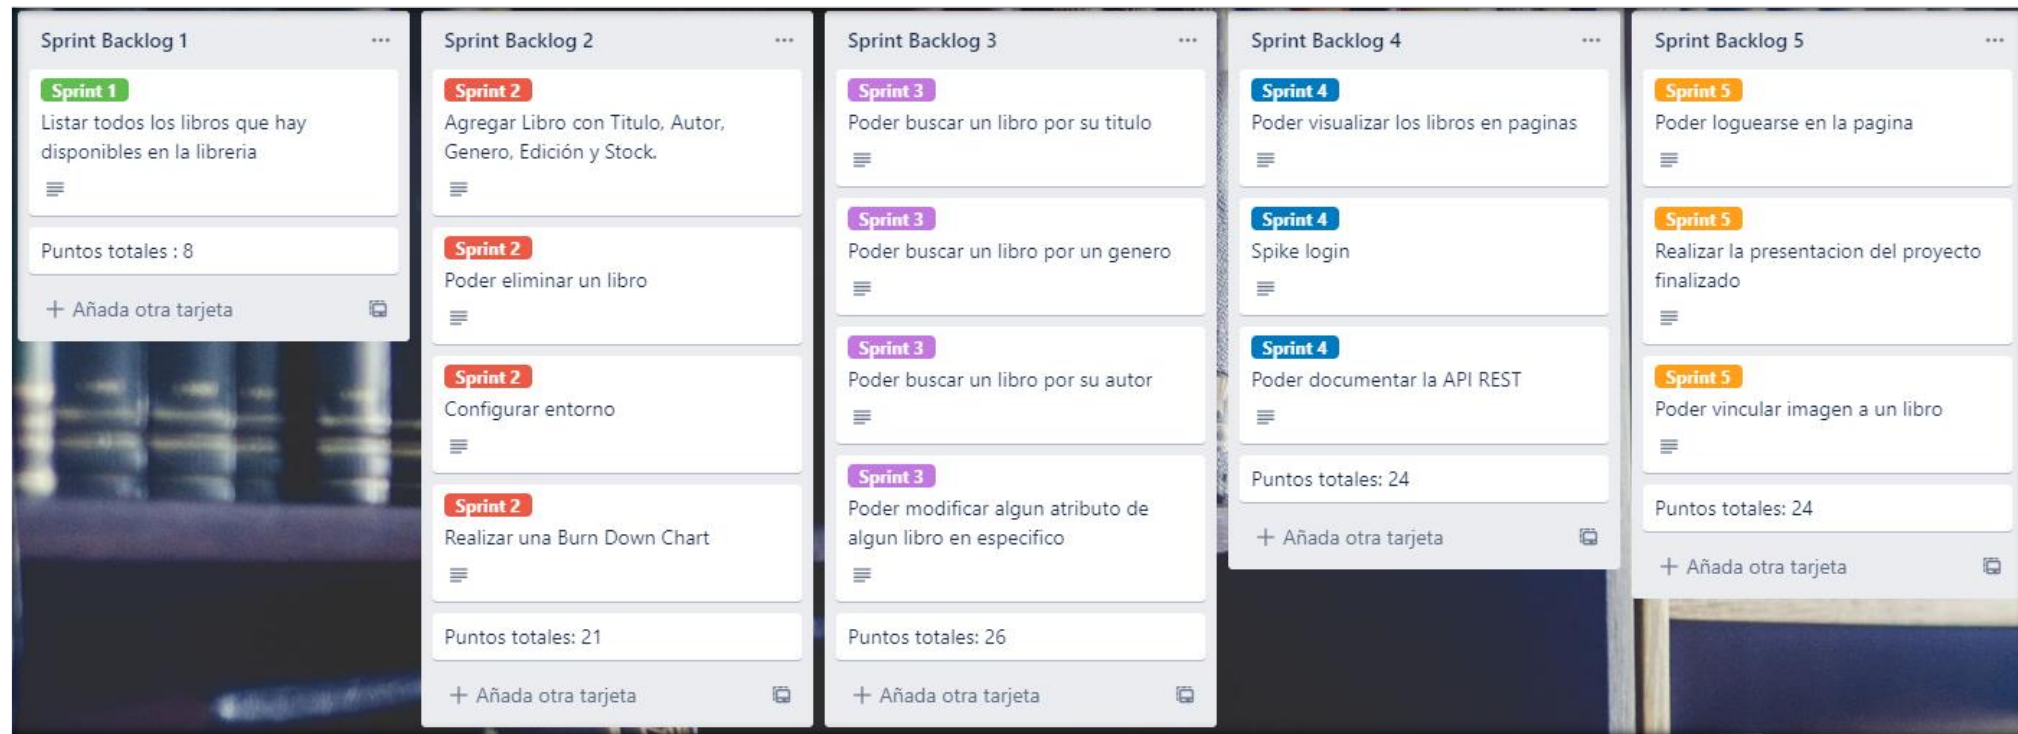 Sprint Backlog 1
Sprint 1
Listar todos los libros que hay
disponibles en la libreria
Puntos totales : 8
+ Añada otra tarjeta
Sprint Backlog 2
Sprint 2
Agregar Libro con Titulo, Autor,
Genero, Edición y Stock.
Sprint 2
Poder eliminar un libro
Sprint 2
Configurar entorno
Sprint 2
Realizar una Burn Down Chart
Puntos totales: 21
+ Añada otra tarjeta
Sprint Backlog 3
Sprint 3
Poder buscar un libro por su titulo
Sprint 3
Poder buscar un libro por un genero
Sprint 3
Poder buscar un libro por su autor
Sprint 3
Poder modificar algun atributo de
algun libro en especifico
Puntos totales: 26
+ Añada otra tarjeta
Sprint Backlog 4
Sprint 4
Poder visualizar los libros en paginas
Sprint 4
Spike login
Sprint 4
Poder documentar la API REST
Puntos totales: 24
+ Añada otra tarjeta
Sprint Backlog 5
Sprint 5
Poder loguearse en la pagina
Sprint 5
Realizar la presentacion del proyecto
finalizado
Sprint 5
Poder vincular imagen a un libro
Puntos totales: 24
+ Añada otra tarjeta